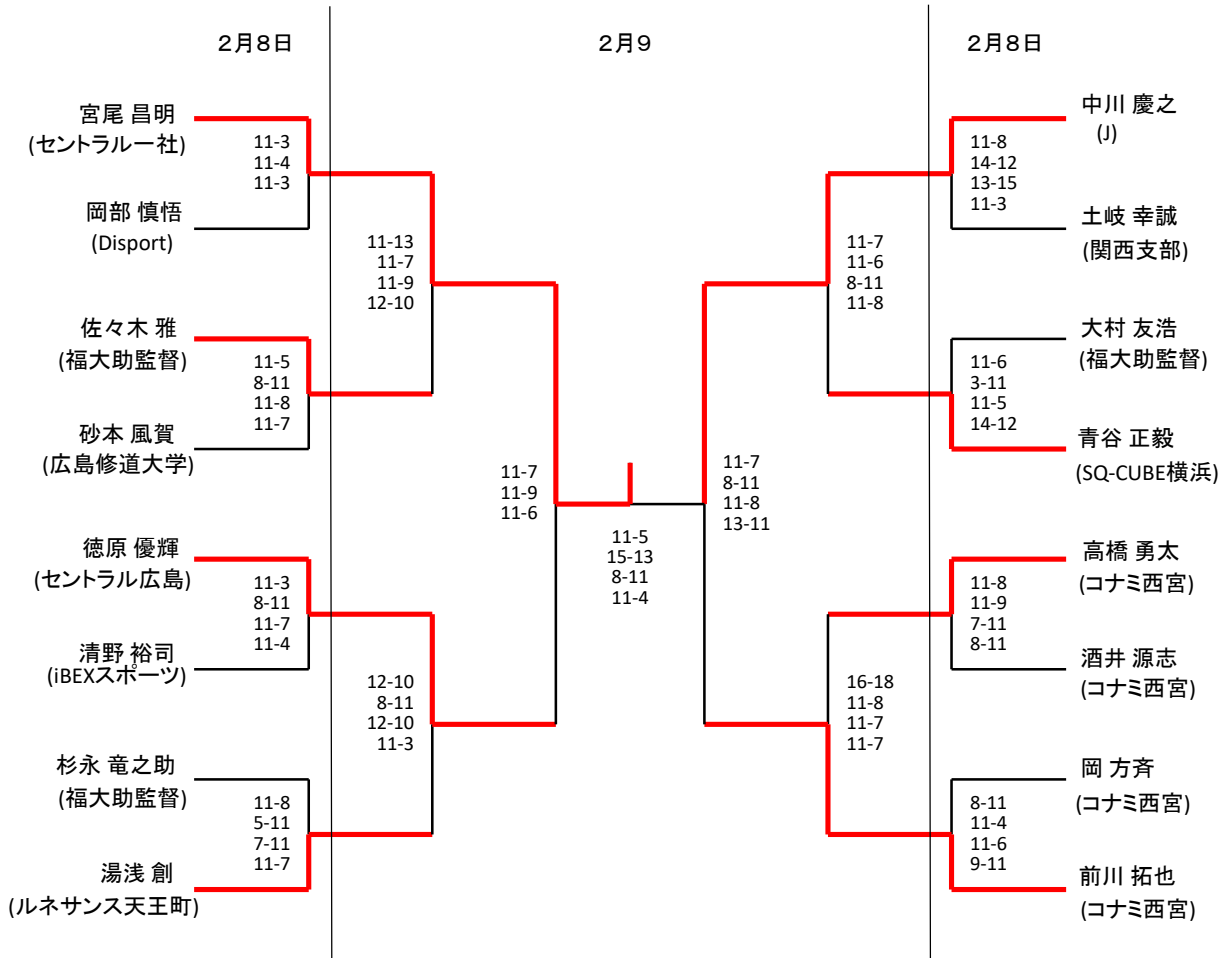 2月8日
2月9
2月8日
宮尾 昌明
(セントラル一社)
11-3
11-4
11-3
岡部 慎悟
(Disport)
11-13
11-7
11-9
12-10
佐々木 雅
(福大助監督)
11-5
8-11
11-8
11-7
砂本 風賀
(広島修道大学)
11-7
11-9
11-6
徳原 優輝
(セントラル広島)
11-3
8-11
11-7
11-4
清野 裕司
(iBEXスポーツ)
12-10
8-11
12-10
11-3
杉永 竜之助
(福大助監督)
11-8
5-11
7-11
11-7
湯浅 創
(ルネサンス天王町)
11-5
15-13
8-11
11-4
中川 慶之
(J)
11-8
14-12
13-15
11-3
土岐 幸誠
(関西支部)
11-7
11-6
8-11
11-8
大村 友浩
(福大助監督)
11-6
3-11
11-5
14-12
青谷 正毅
(SQ-CUBE横浜)
11-7
8-11
11-8
13-11
高橋 勇太
(コナミ西宮)
11-8
11-9
7-11
8-11
酒井 源志
(コナミ西宮)
16-18
11-8
11-7
11-7
岡 方斉
(コナミ西宮)
8-11
11-4
11-6
9-11
前川 拓也
(コナミ西宮)